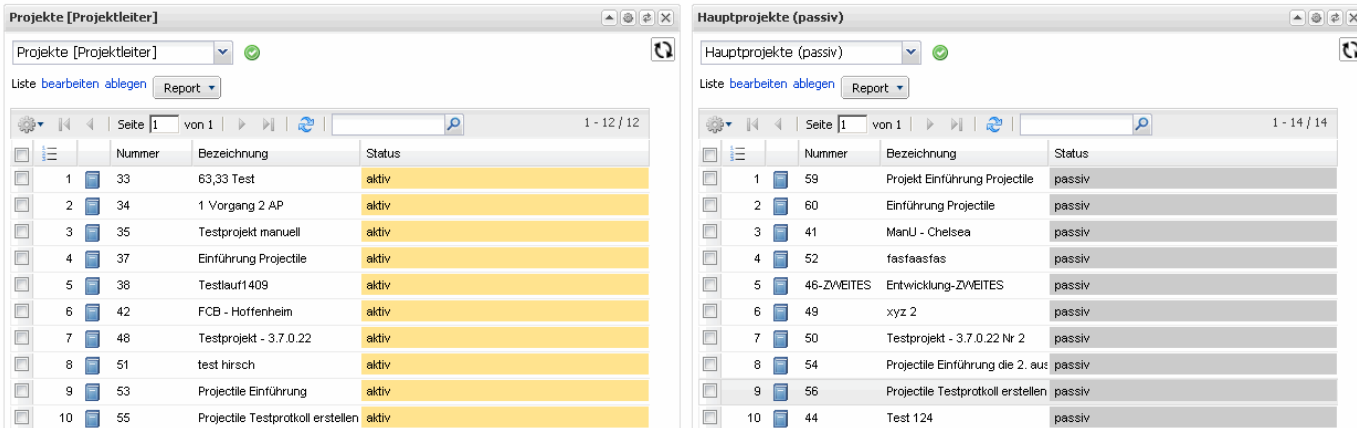 Projekte [Projektleiter]
Projekte [Projektleiter]
Liste bearbeiten ablegen Report
Seite 1 von 1 1 - 12 / 12
Nummer Bezeichnung Status
1 33 63,33 Test aktiv
2 34 1 Vorgang 2 AP aktiv
3 35 Testprojekt manuell aktiv
4 37 Einführung Projectile aktiv
5 38 Testlauf1409 aktiv
6 42 FCB - Hoffenheim aktiv
7 48 Testprojekt - 3.7.0.22 aktiv
8 51 test hirsch aktiv
9 53 Projectile Einführung aktiv
10 55 Projectile Testprotkoll erstellen aktiv
Hauptprojekte (passiv)
Hauptprojekte (passiv)
Liste bearbeiten ablegen Report
Seite 1 von 1 1 - 14 / 14
Nummer Bezeichnung Status
1 59 Projekt Einführung Projectile passiv
2 60 Einführung Projectile passiv
3 41 ManU - Chelsea passiv
4 52 fasfaasfas passiv
5 46-ZWEITES Entwicklung-ZWEITES passiv
6 49 xyz 2 passiv
7 50 Testprojekt - 3.7.0.22 Nr 2 passiv
8 54 Projectile Einführung die 2. aus passiv
9 56 Projectile Testprotkoll erstellen passiv
10 44 Test 124 passiv